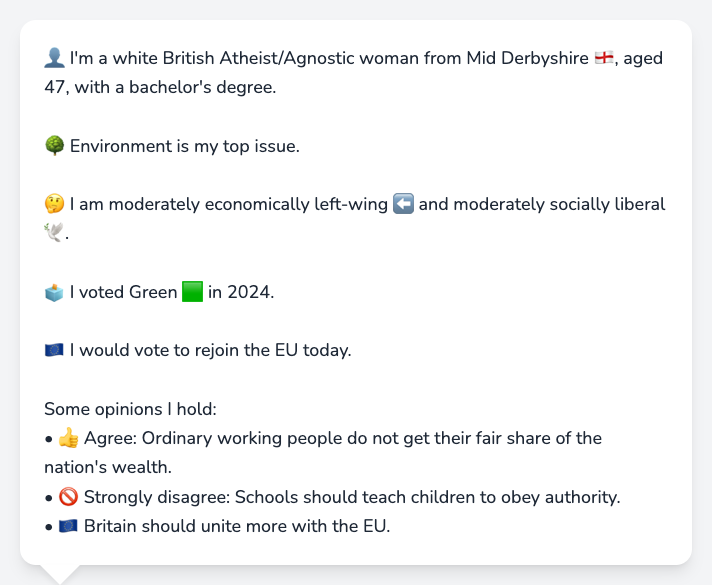 👤 I'm a white British Atheist/Agnostic woman from Mid Derbyshire 🏴󠁧󠁢󠁥󠁮󠁧󠁿, aged
47, with a bachelor's degree.
🌳 Environment is my top issue.
🤔 I am moderately economically left-wing ⬅️ and moderately socially liberal
🕊️.
🗳️ I voted Green 🟩 in 2024.
🇪🇺 I would vote to rejoin the EU today.
Some opinions I hold:
• 👍 Agree: Ordinary working people do not get their fair share of the
nation's wealth.
• 🚫 Strongly disagree: Schools should teach children to obey authority.
• 🇪🇺 Britain should unite more with the EU.